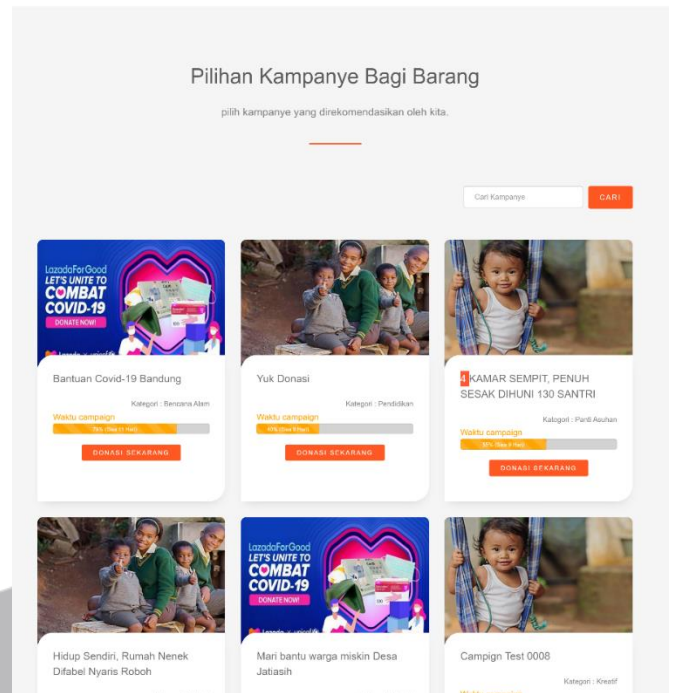 Pilihan Kampanye Bagi Barang
pilih kampanye yang direkomendasikan oleh kita.
Cari Kampanye
CARI
LazadaForGood
LET'S UNITE TO
COMBAT
COVID-19
DONATE NOW!
Bantuan Covid-19 Bandung
Kategori : Bencana Alam
Waktu campaign
DONASI SEKARANG
Yuk Donasi
Kategori : Pendidikan
Waktu campaign
DONASI SEKARANG
4 KAMAR SEMPIT, PENUH
SESAK DIHUNI 130 SANTRI
Kategori : Panti Asuhan
Waktu campaign
DONASI SEKARANG
LazadaForGood
LET'S UNITE TO
COMBAT
COVID-19
DONATE NOW!
Hidup Sendiri, Rumah Nenek
Difabel Nyaris Roboh
Mari bantu warga miskin Desa
Jatiasih
Campign Test 0008
Kategori : Kreatif